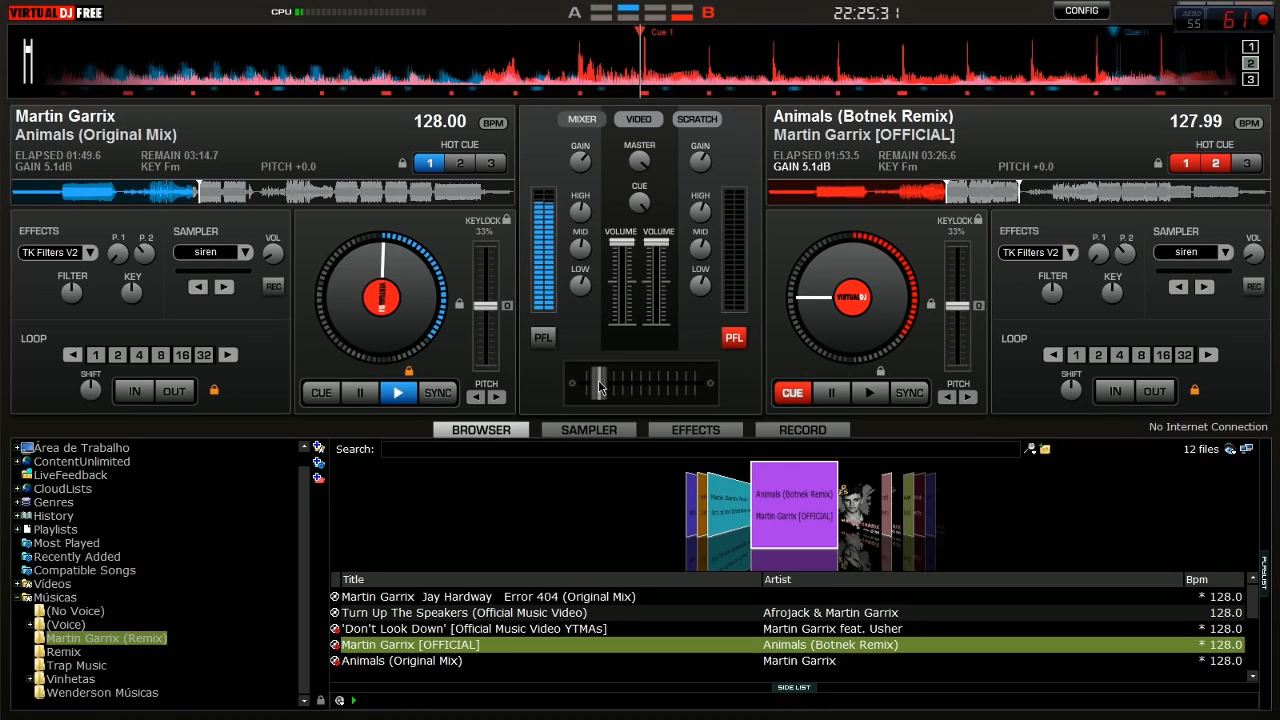 VIRTUAL DJ FREE
CPU
A B
22:25:31
CONFIG
AERO
55
61
Cue 1
1
2
3
Martin Garrix
Animals (Original Mix)
128.00 BPM
HOT CUE
ELAPSED 01:49.6 REMAIN 03:14.7
GAIN 5.1dB KEY Fm PITCH +0.0
1 2 3
MIXER VIDEO SCRATCH
GAIN MASTER GAIN
CUE
HIGH HIGH
MID VOLUME VOLUME MID
LOW LOW
PFL PFL
Animals (Botnek Remix)
Martin Garrix [OFFICIAL]
127.99 BPM
HOT CUE
ELAPSED 01:53.5 REMAIN 03:26.6
GAIN 5.1dB KEY Fm PITCH +0.0
1 2 3
EFFECTS P. 1 P. 2 SAMPLER VOL
TK Filters V2 siren
FILTER KEY REC
LOOP
1 2 4 8 16 32
SHIFT IN OUT
KEYLOCK
33%
0
VIRTUAL DJ
CUE SYNC PITCH
KEYLOCK
33%
0
VIRTUAL DJ
CUE SYNC PITCH
EFFECTS P. 1 P. 2 SAMPLER VOL
TK Filters V2 siren
FILTER KEY REC
LOOP
1 2 4 8 16 32
SHIFT IN OUT
BROWSER SAMPLER EFFECTS RECORD
No Internet Connection
Área de Trabalho
ContentUnlimited
LiveFeedback
CloudLists
Genres
History
Playlists
Most Played
Recently Added
Compatible Songs
Vídeos
Músicas
(No Voice)
(Voice)
Martin Garrix (Remix)
Remix
Trap Music
Vinhetas
Wenderson Músicas
Search:
12 files
Animals (Botnek Remix)
Martin Garrix [OFFICIAL]
Title Artist Bpm
Martin Garrix Jay Hardway Error 404 (Original Mix) * 128.0
Turn Up The Speakers (Official Music Video) Afrojack & Martin Garrix 128.0
'Don't Look Down' [Official Music Video YTMAs] Martin Garrix feat. Usher * 128.0
Martin Garrix [OFFICIAL] Animals (Botnek Remix) * 128.0
Animals (Original Mix) Martin Garrix * 128.0
SIDE LIST
PLAYLIST